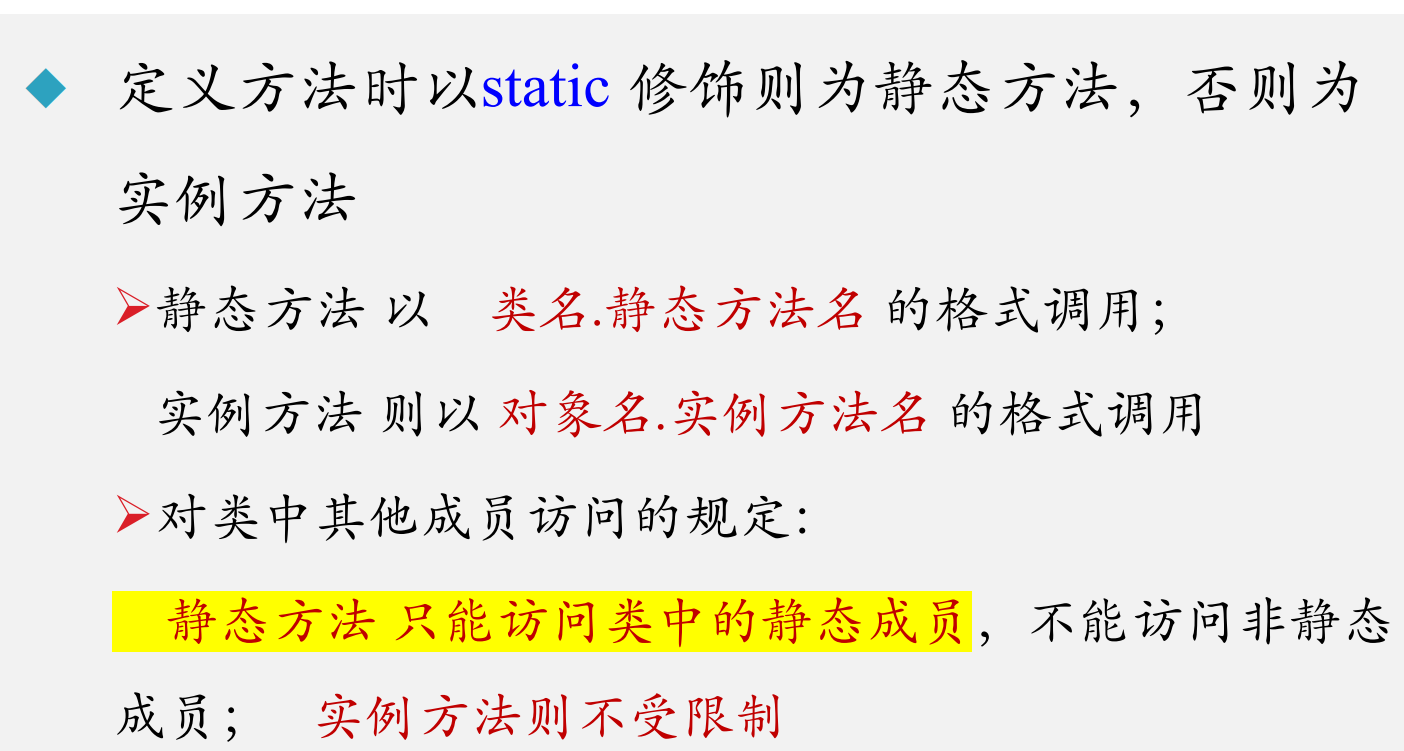 定义方法时以static 修饰则为静态方法，否则为
实例方法
静态方法 以 类名.静态方法名 的格式调用；
实例方法 则以 对象名.实例方法名 的格式调用
对类中其他成员访问的规定：
静态方法 只能访问类中的静态成员，不能访问非静态
成员； 实例方法则不受限制